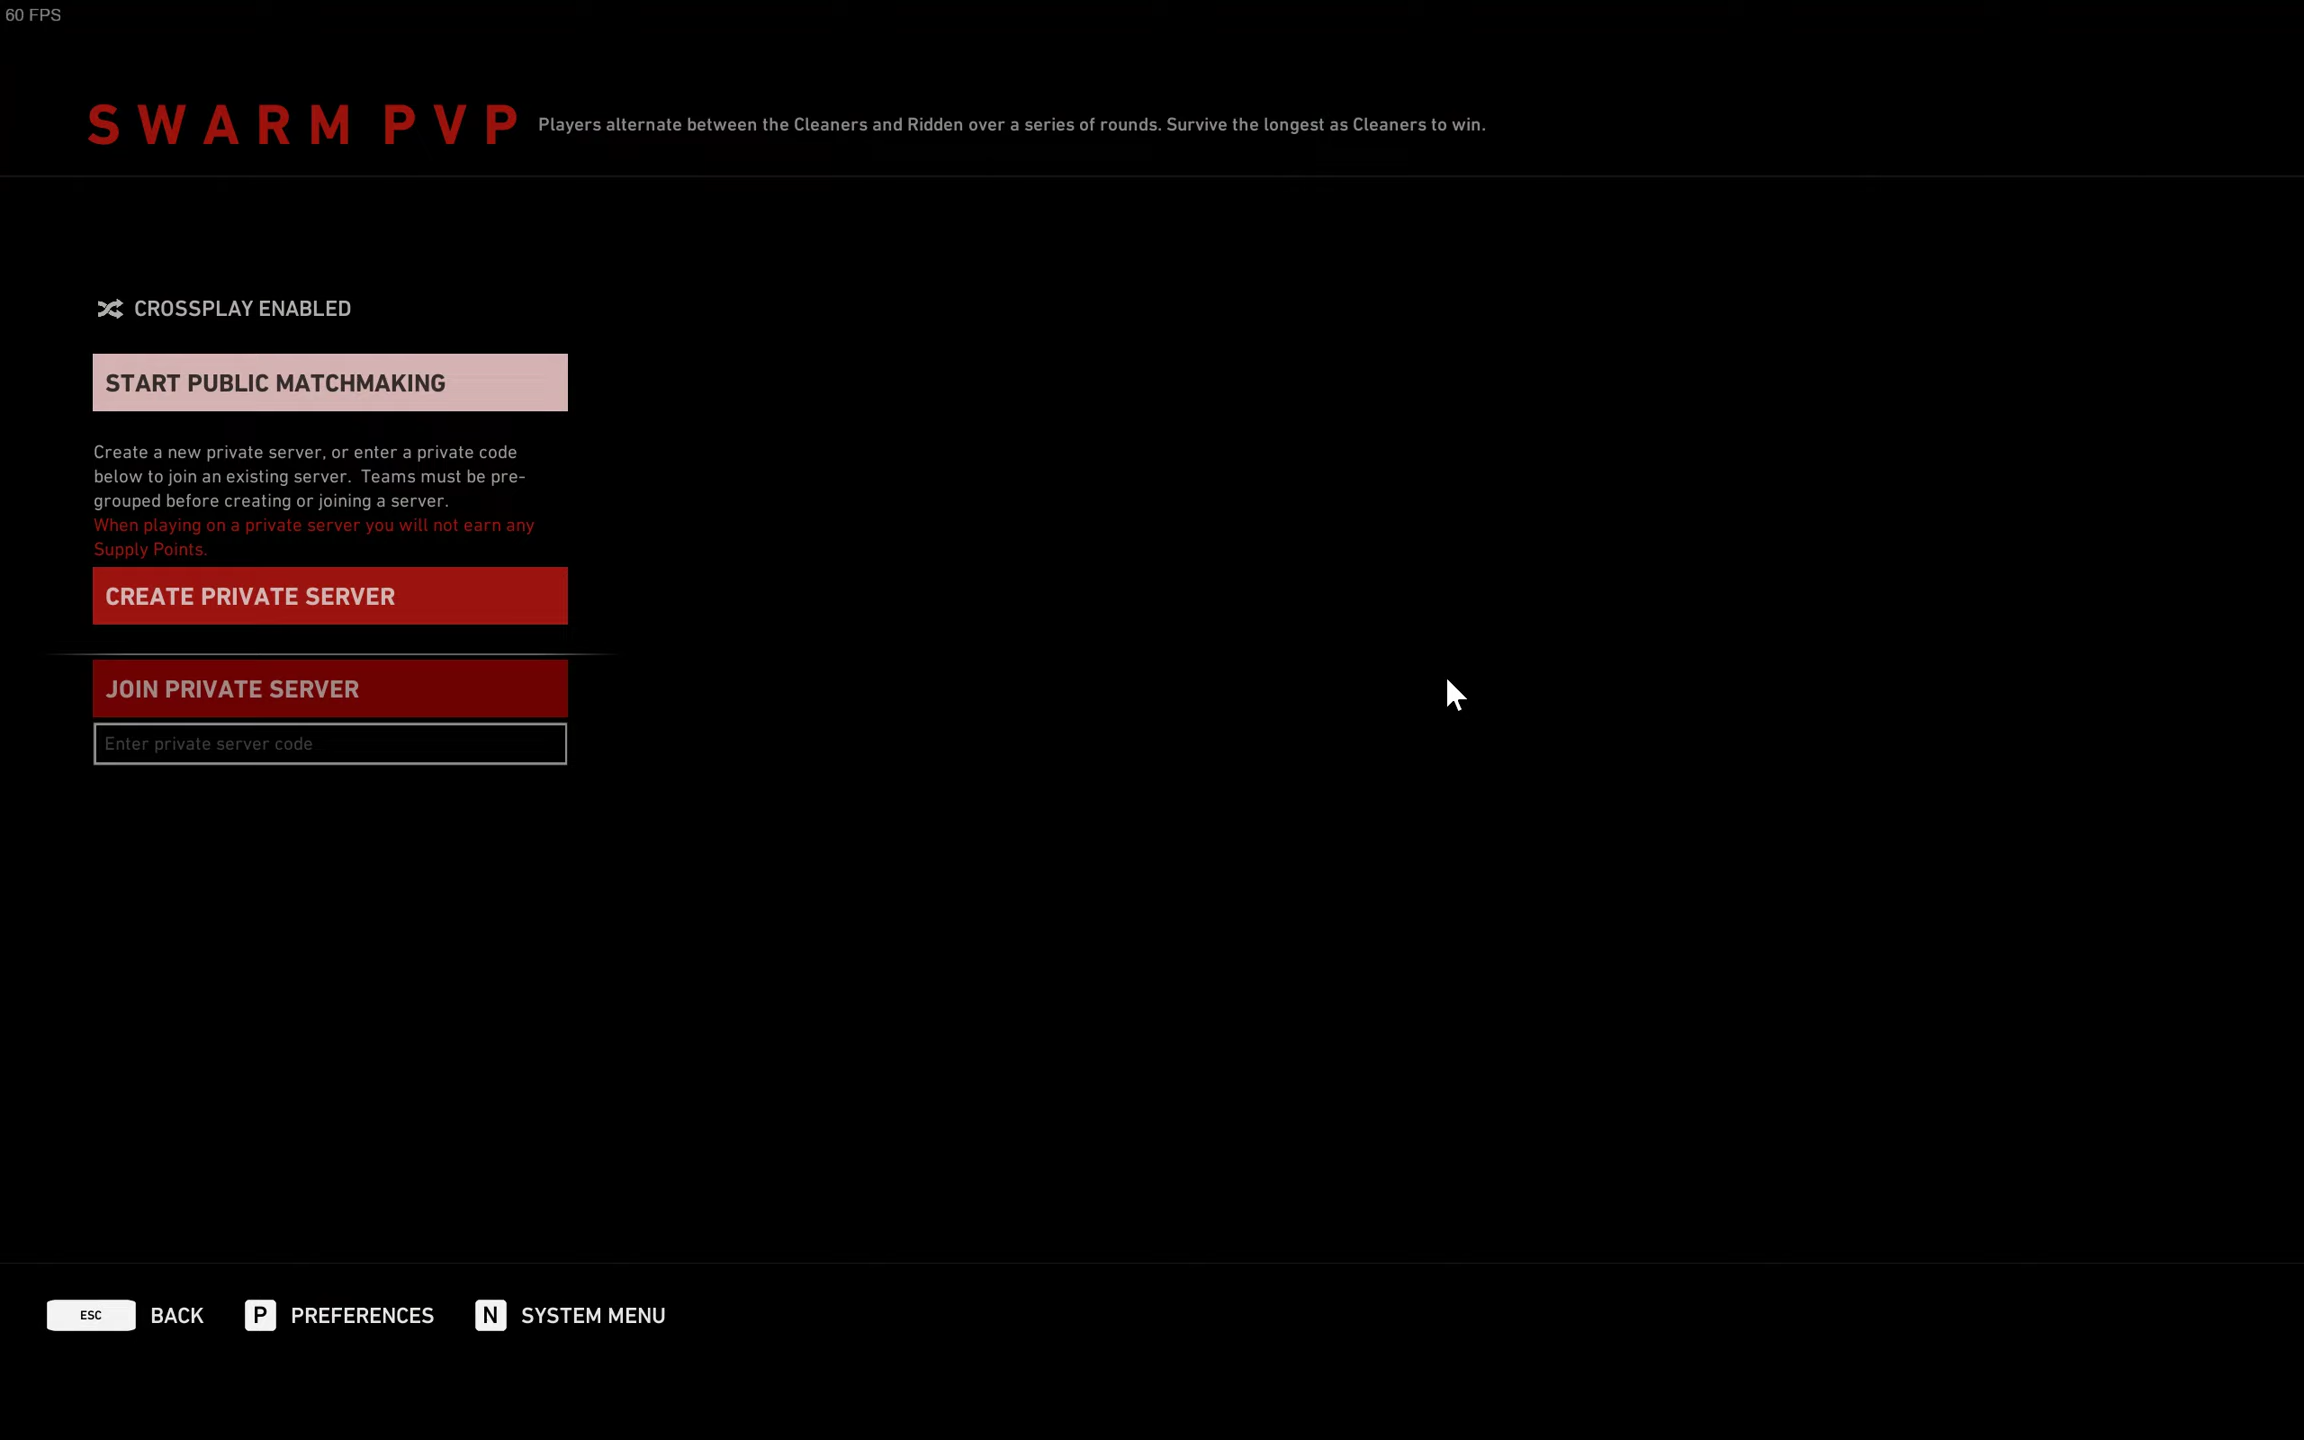 60 FPS
SWARM PVP
Players alternate between the Cleaners and Ridden over a series of rounds. Survive the longest as Cleaners to win.
CROSSPLAY ENABLED
START PUBLIC MATCHMAKING
Create a new private server, or enter a private code
below to join an existing server.  Teams must be pre-
grouped before creating or joining a server.
When playing on a private server you will not earn any
Supply Points.
CREATE PRIVATE SERVER
JOIN PRIVATE SERVER
Enter private server code
ESC BACK P PREFERENCES N SYSTEM MENU